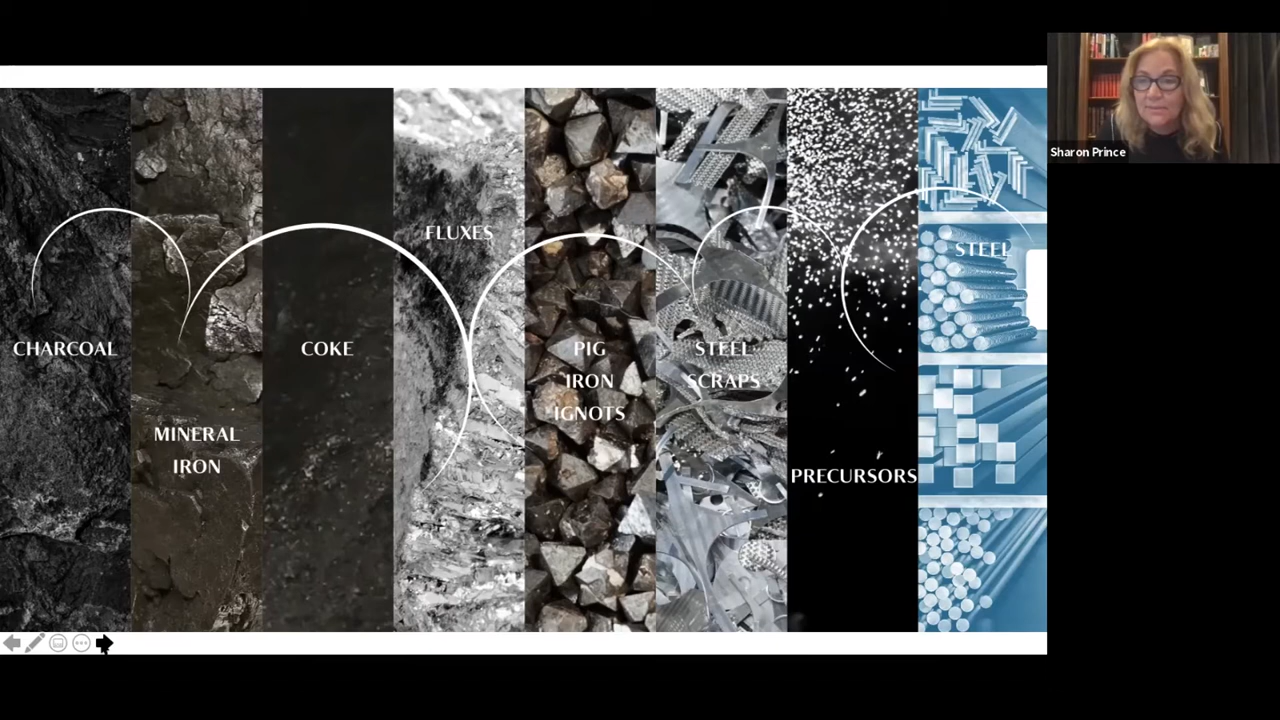 CHARCOAL
MINERAL
IRON
COKE
FLUXES
PIG
IRON
IGNOTS
STEEL
SCRAPS
PRECURSORS
STEEL
Sharon Prince